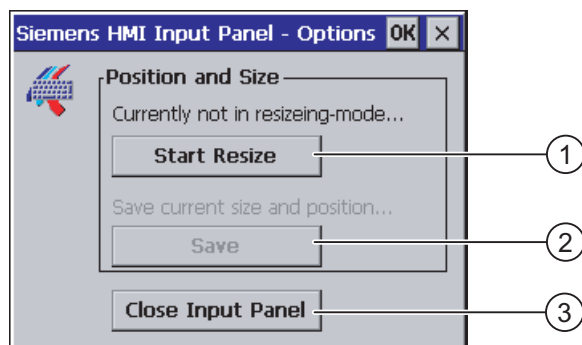 Siemens HMI Input Panel - Options OK ×
Position and Size
Currently not in resizeing-mode...
Start Resize
1
Save current size and position...
Save
2
Close Input Panel
3